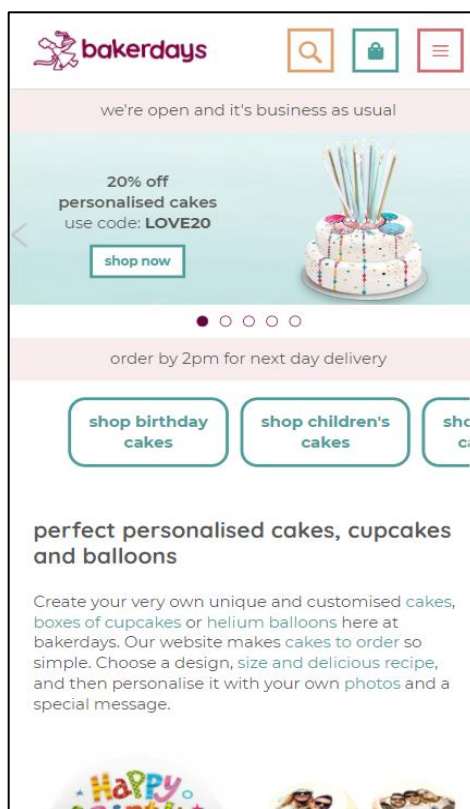 bakerdays
we're open and it's business as usual
20% off
personalised cakes
use code: LOVE20
shop now
order by 2pm for next day delivery
shop birthday
cakes
shop children's
cakes
perfect personalised cakes, cupcakes
and balloons
Create your very own unique and customised cakes,
boxes of cupcakes or helium balloons here at
bakerdays. Our website makes cakes to order so
simple. Choose a design, size and delicious recipe,
and then personalise it with your own photos and a
special message.
HaPPy